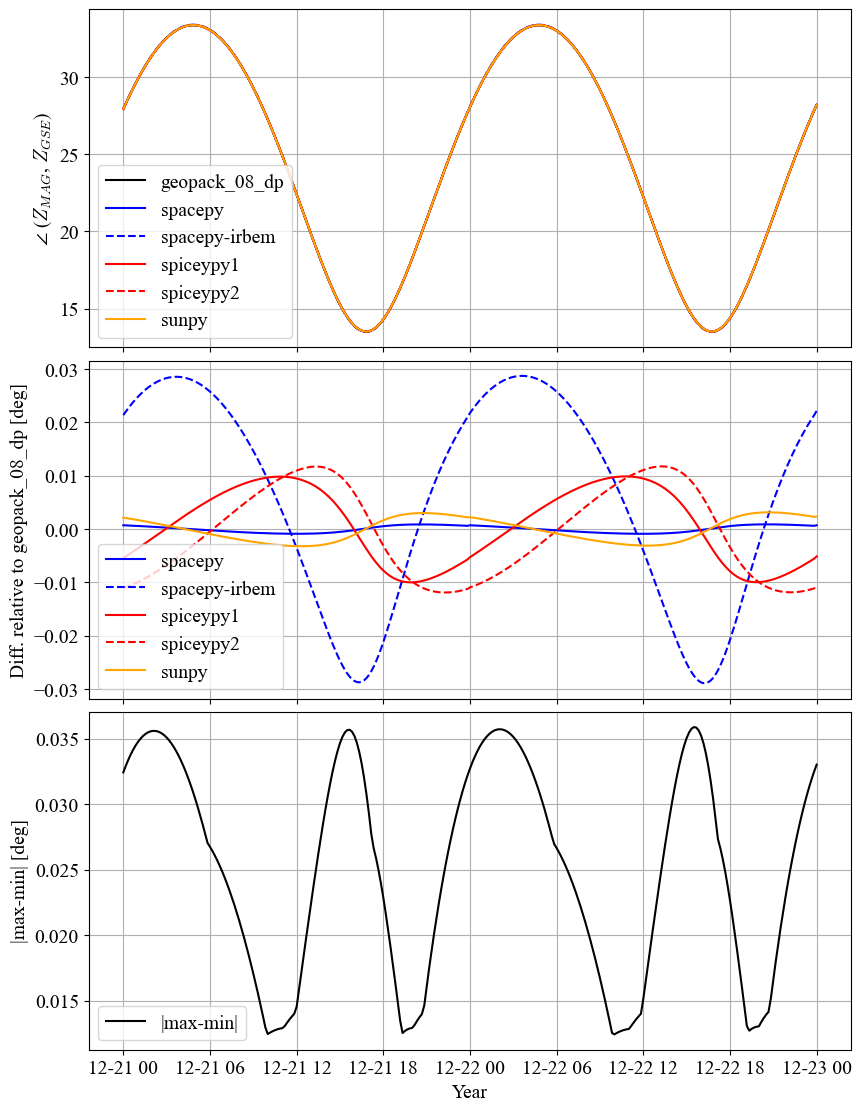 ∠(Z_MAG, Z_GSE)
30
25
20
15
geopack_08_dp
spacepy
spacepy-irbem
spiceypy1
spiceypy2
sunpy
Diff. relative to geopack_08_dp [deg]
0.03
0.02
0.01
0.00
−0.01
−0.02
−0.03
spacepy
spacepy-irbem
spiceypy1
spiceypy2
sunpy
|max-min| [deg]
0.035
0.030
0.025
0.020
0.015
|max-min|
12-21 00 12-21 06 12-21 12 12-21 18 12-22 00 12-22 06 12-22 12 12-22 18 12-23 00
Year